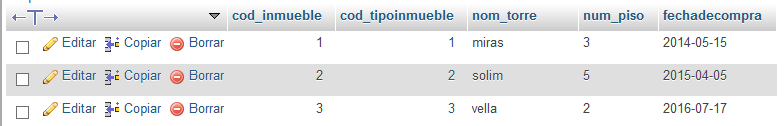 cod_inmueble cod_tipoinmueble nom_torre num_piso fechadecompra
Editar Copiar Borrar 1 1 miras 3 2014-05-15
Editar Copiar Borrar 2 2 solim 5 2015-04-05
Editar Copiar Borrar 3 3 vella 2 2016-07-17